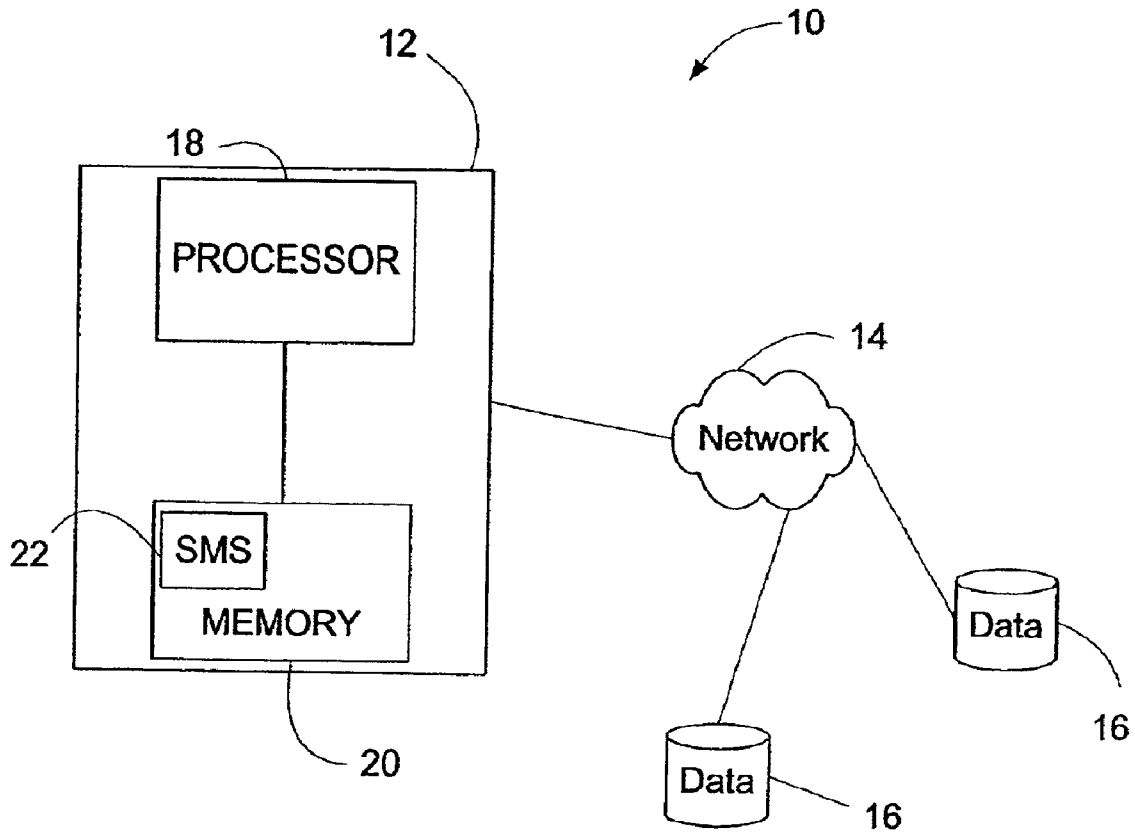 10
12
18
PROCESSOR
14
Network
22
SMS
MEMORY
Data
16
20
Data
16